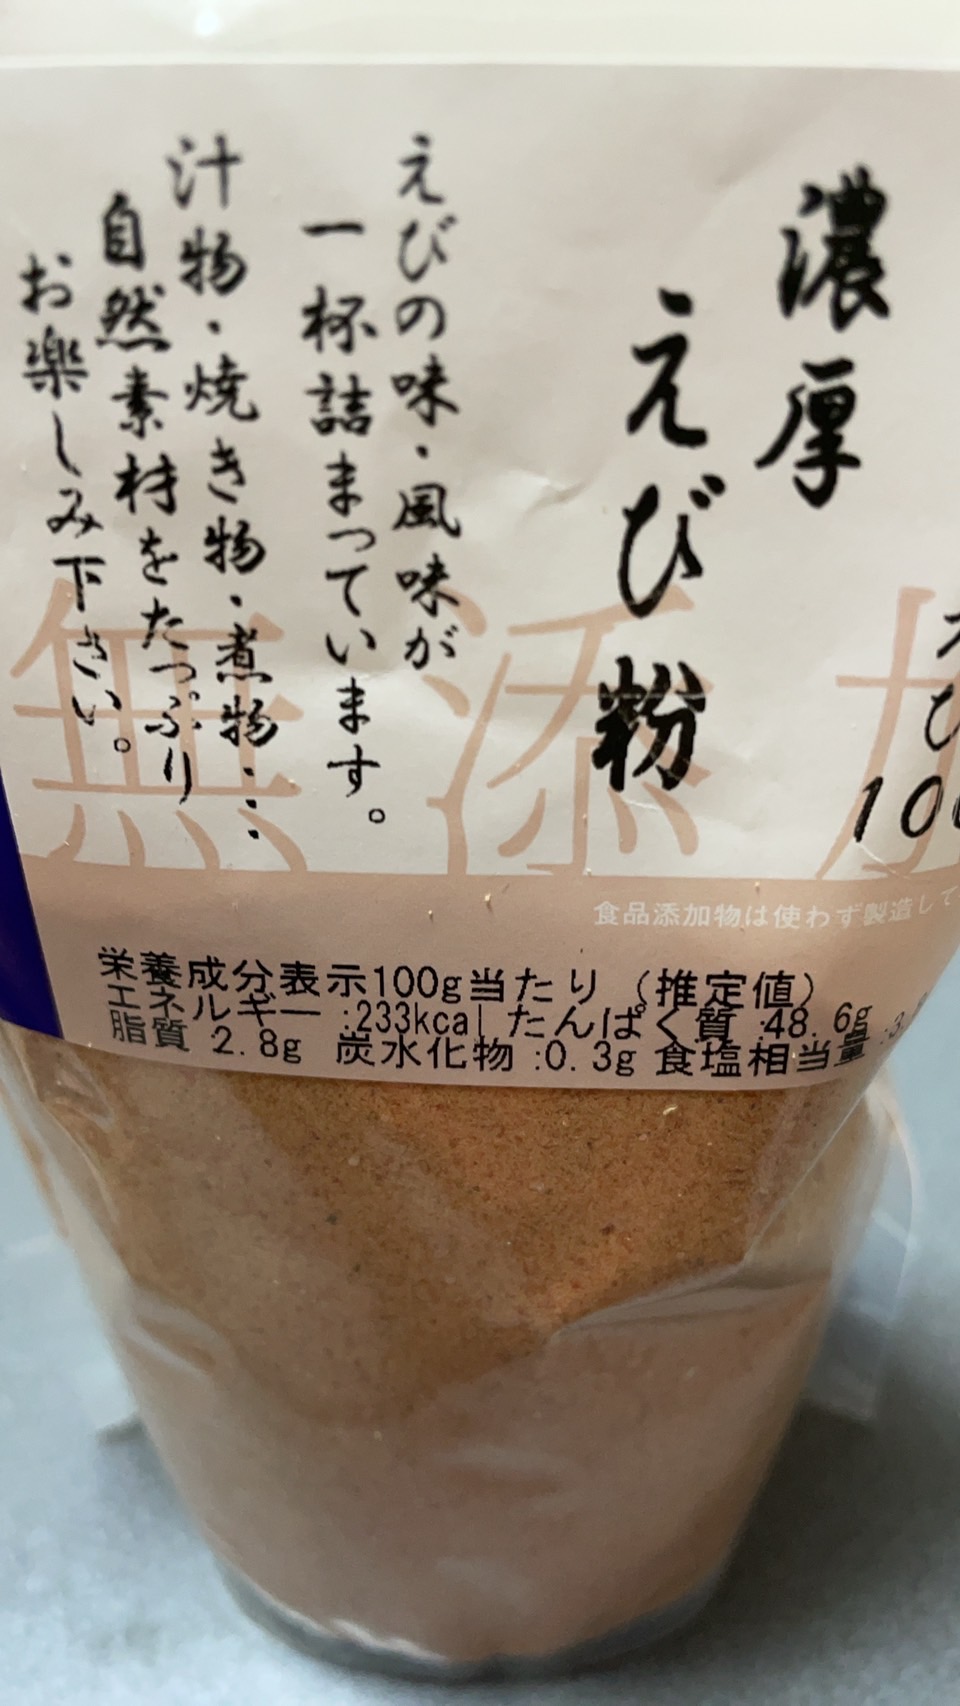 濃厚
えび粉
えびの味・風味が
一杯詰まっています。
汁物・焼き物・煮物・・・
自然素材をたっぷり
お楽しみ下さい。
無添加
100
食品添加物は使わず製造して
栄養成分表示100g当たり（推定値）
エネルギー:233kcal たんぱく質:48.6g
脂質 2.8g 炭水化物:0.3g 食塩相当量:3.